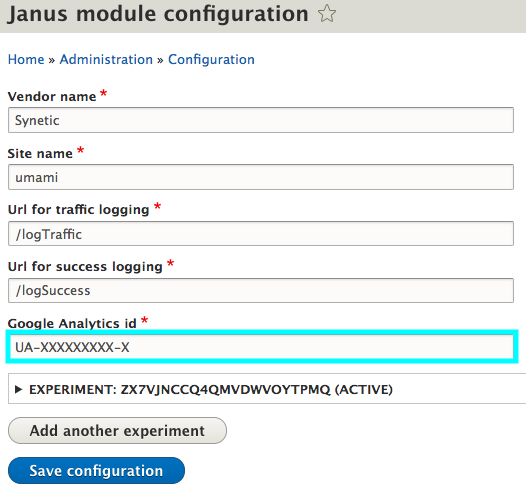 Janus module configuration
Home » Administration » Configuration
Vendor name *
Synetic
Site name *
umami
Url for traffic logging *
/logTraffic
Url for success logging *
/logSuccess
Google Analytics id *
UA-XXXXXXXXX-X
EXPERIMENT: ZX7VJNCCQ4QMVDWVOYTPMQ (ACTIVE)
Add another experiment
Save configuration